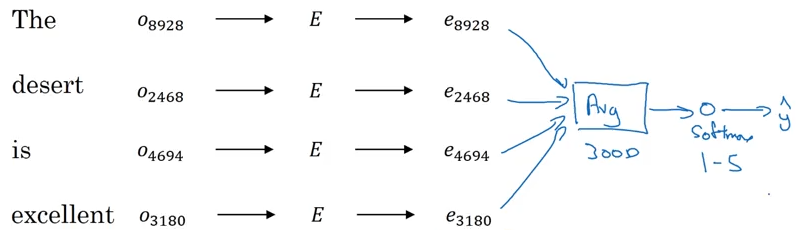 The o₈₉₂₈ → E → e₈₉₂₈
desert o₂₄₆₈ → E → e₂₄₆₈
is o₄₆₉₄ → E → e₄₆₉₄
excellent o₃₁₈₀ → E → e₃₁₈₀
Avg
300D
Softmax
1-5
ŷ